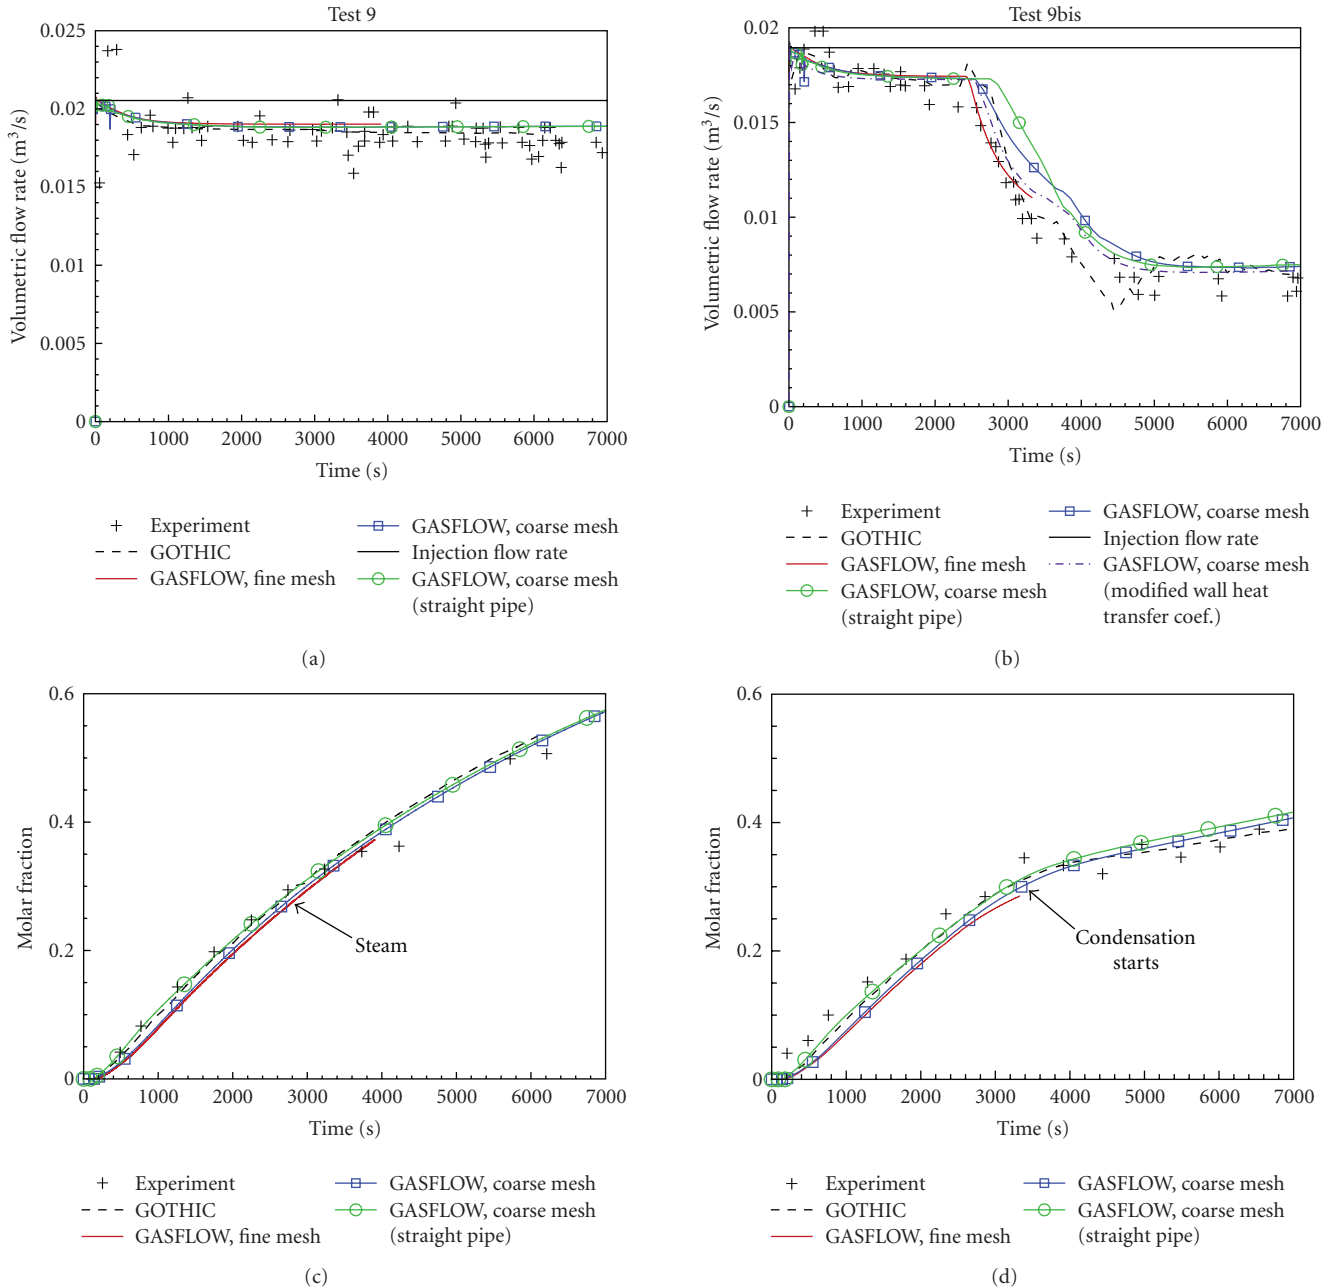 Test 9
0.025
0.02
0.015
0.01
0.005
0
0 1000 2000 3000 4000 5000 6000 7000
Volumetric flow rate (m³/s)
Time (s)
Experiment
GOTHIC
GASFLOW, fine mesh
GASFLOW, coarse mesh
Injection flow rate
GASFLOW, coarse mesh
(straight pipe)
(a)
Test 9bis
0.02
0.015
0.01
0.005
0
0 1000 2000 3000 4000 5000 6000 7000
Volumetric flow rate (m³/s)
Time (s)
Experiment
GOTHIC
GASFLOW, fine mesh
GASFLOW, coarse mesh
(straight pipe)
GASFLOW, coarse mesh
Injection flow rate
GASFLOW, coarse mesh
(modified wall heat
transfer coef.)
(b)
0.6
0.4
0.2
0
0 1000 2000 3000 4000 5000 6000 7000
Molar fraction
Time (s)
Steam
Experiment
GOTHIC
GASFLOW, fine mesh
GASFLOW, coarse mesh
GASFLOW, coarse mesh
(straight pipe)
(c)
0.6
0.4
0.2
0
0 1000 2000 3000 4000 5000 6000 7000
Molar fraction
Time (s)
Condensation
starts
Experiment
GOTHIC
GASFLOW, fine mesh
GASFLOW, coarse mesh
GASFLOW, coarse mesh
(straight pipe)
(d)